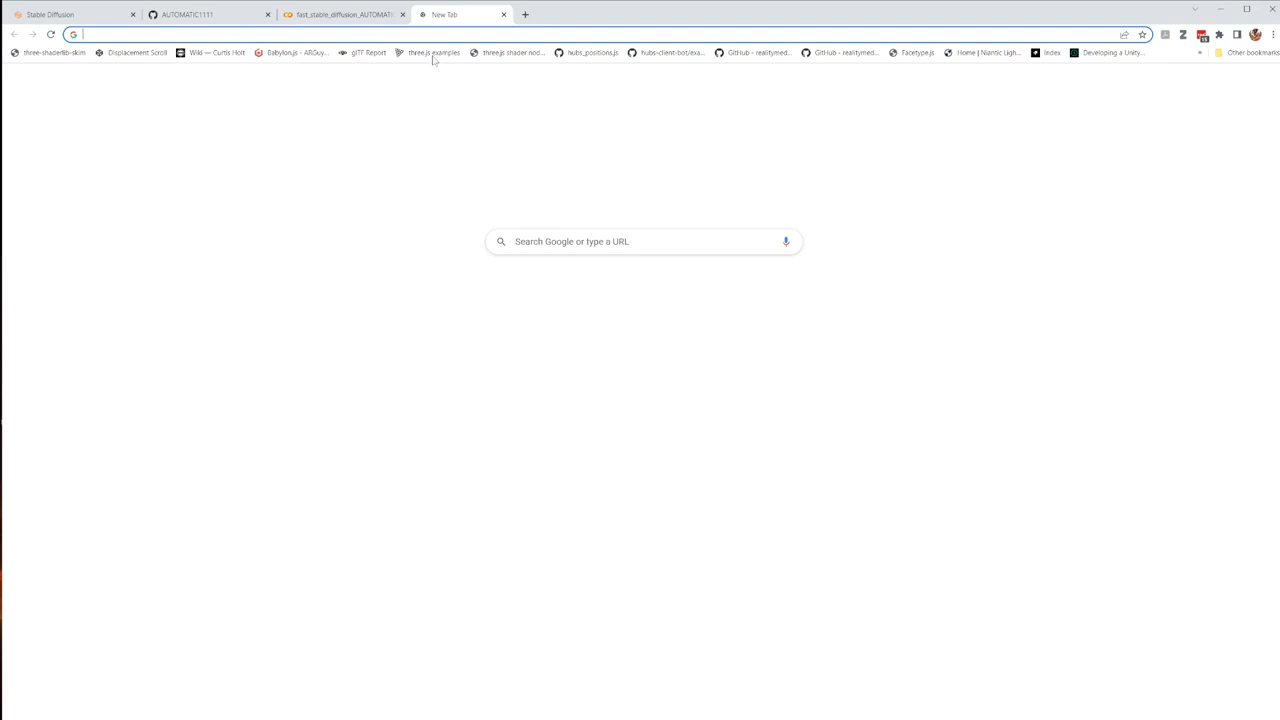 Stable Diffusion
AUTOMATIC1111
fast_stable_diffusion_AUTOMATI
New Tab
three-shaderlib-skim
Displacement Scroll
Wiki — Curtis Holt
Babylon.js - ARGuy...
glTF Report
three.js examples
three.js shader nod...
hubs_positions.js
hubs-client-bot/exa...
GitHub - realitymed...
GitHub - realitymed...
Facetype.js
Home | Niantic Ligh...
Index
Developing a Unity...
»
Other bookmarks
Search Google or type a URL